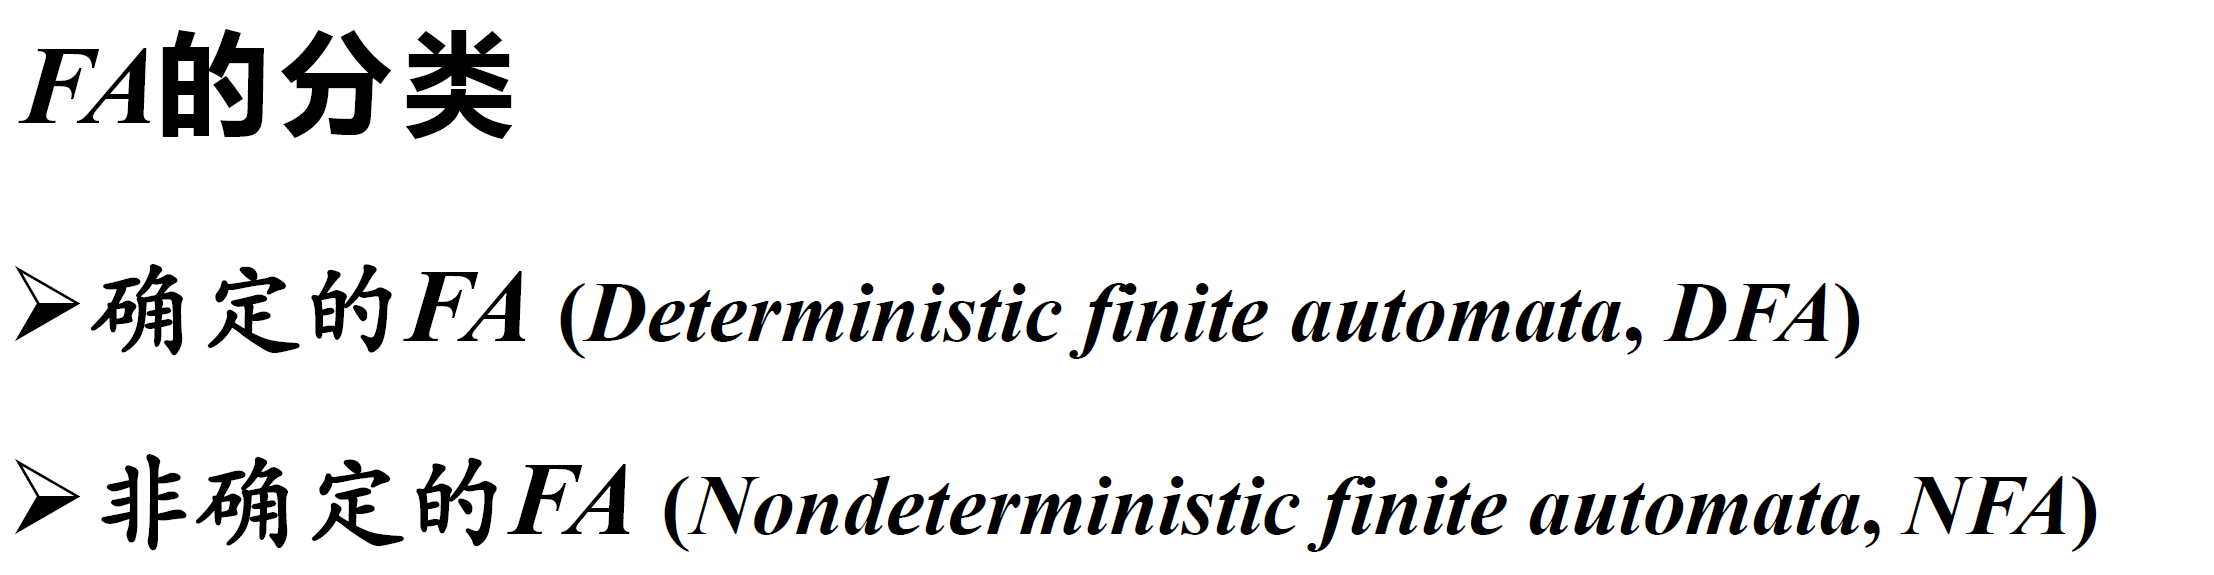 FA的分类
➢确定的FA (Deterministic finite automata, DFA)
➢非确定的FA (Nondeterministic finite automata, NFA)